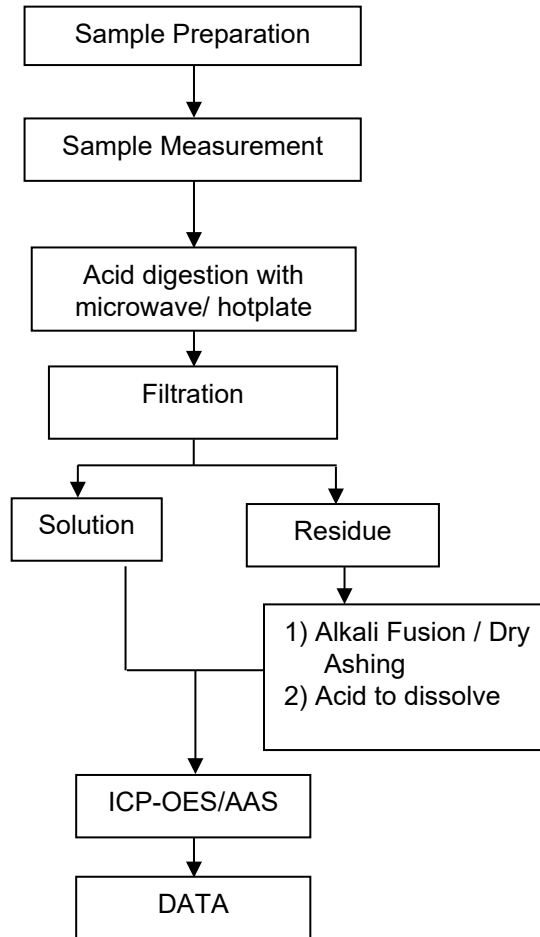 Sample Preparation
Sample Measurement
Acid digestion with
microwave/ hotplate
Filtration
Solution
Residue
1) Alkali Fusion / Dry
Ashing
2) Acid to dissolve
ICP-OES/AAS
DATA